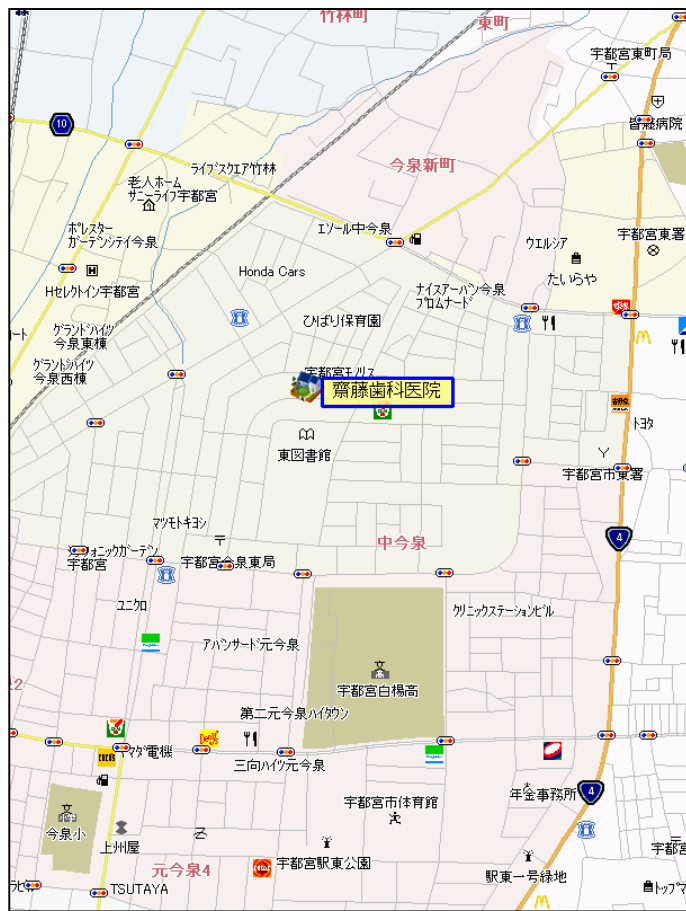 竹林町
東町
宇都宮東町局
10
皆藤病院
今泉新町
ライフスクエア竹林
老人ホーム
サニーライフ宇都宮
ポレスター
ガーデンシティ今泉
エソール中今泉
ウエルシア
宇都宮東署
Honda Cars
たいらや
Hセレクトイン宇都宮
ナイスアーバン今泉
フロムナード
グランドハイツ
今泉東棟
ひばり保育園
グランドハイツ
今泉西棟
宇都宮モリス
齋藤歯科医院
トヨタ
東図書館
宇都宮市東署
マツモトキヨシ
中今泉
4
宇都宮
宇都宮今泉東局
ユニクロ
クリニックステーションビル
アバンサード元今泉
宇都宮白楊高
第二元今泉ハイタウン
マダ電機
三向ハイツ元今泉
年金事務所
4
宇都宮市体育館
今泉小
上州屋
元今泉4
宇都宮駅東公園
駅東一号緑地
TSUTAYA
トップマ